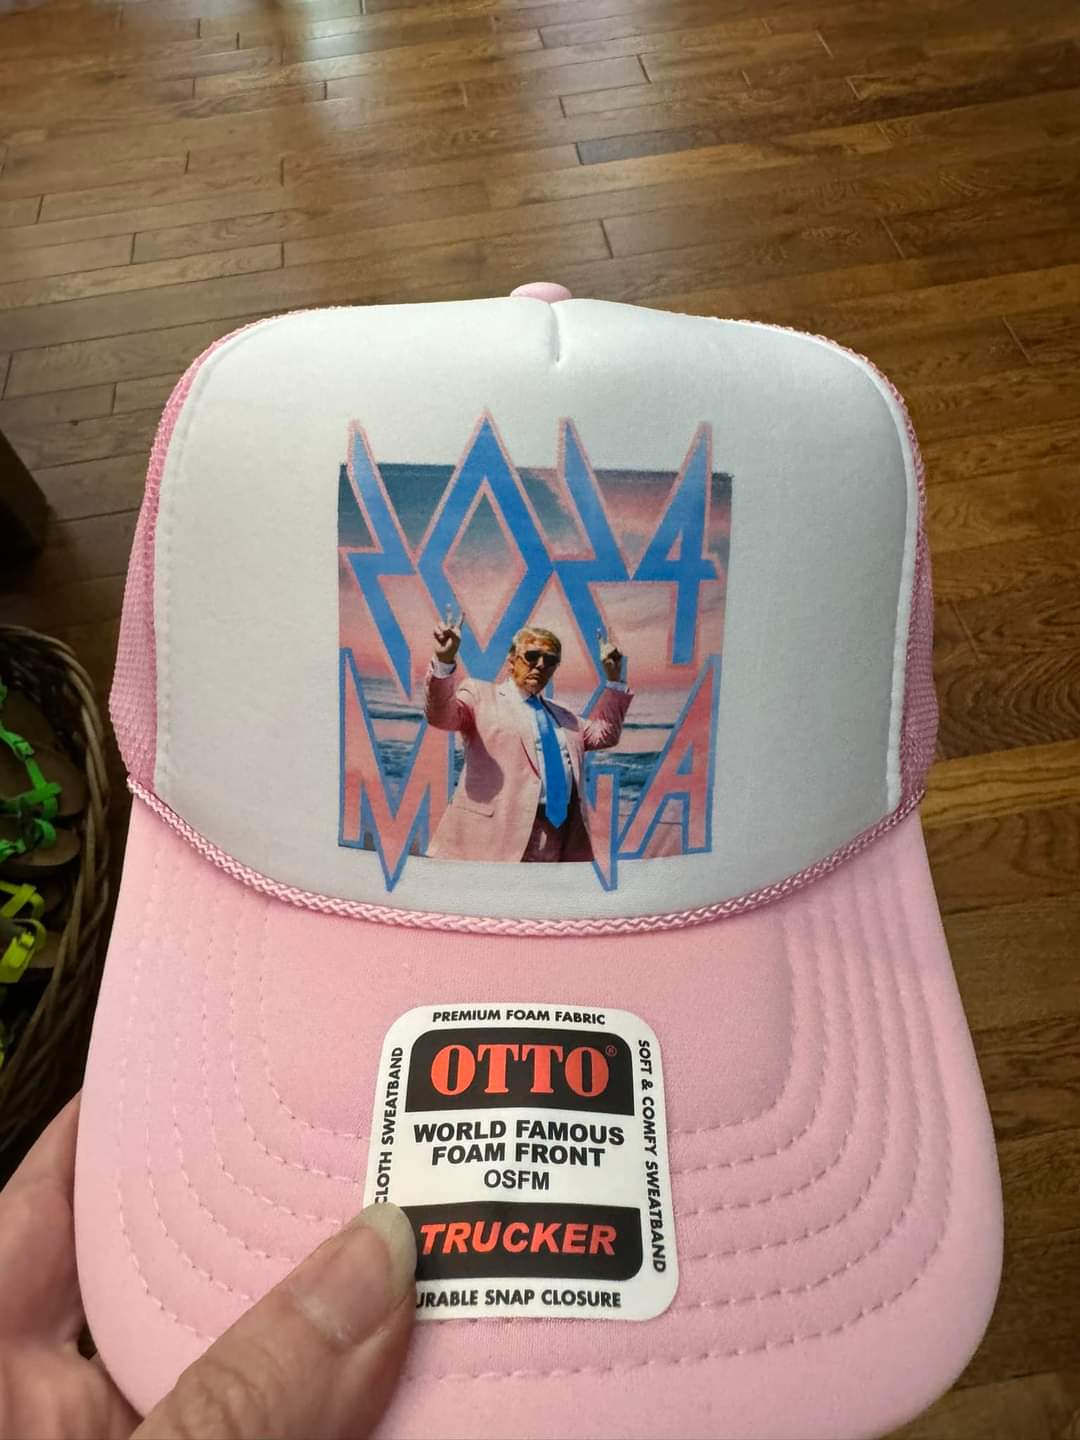 2024
PREMIUM FOAM FABRIC
OTTO®
WORLD FAMOUS
FOAM FRONT
OSFM
TRUCKER
URABLE SNAP CLOSURE
CLOTH SWEATBAND
SOFT & COMFY SWEATBAND